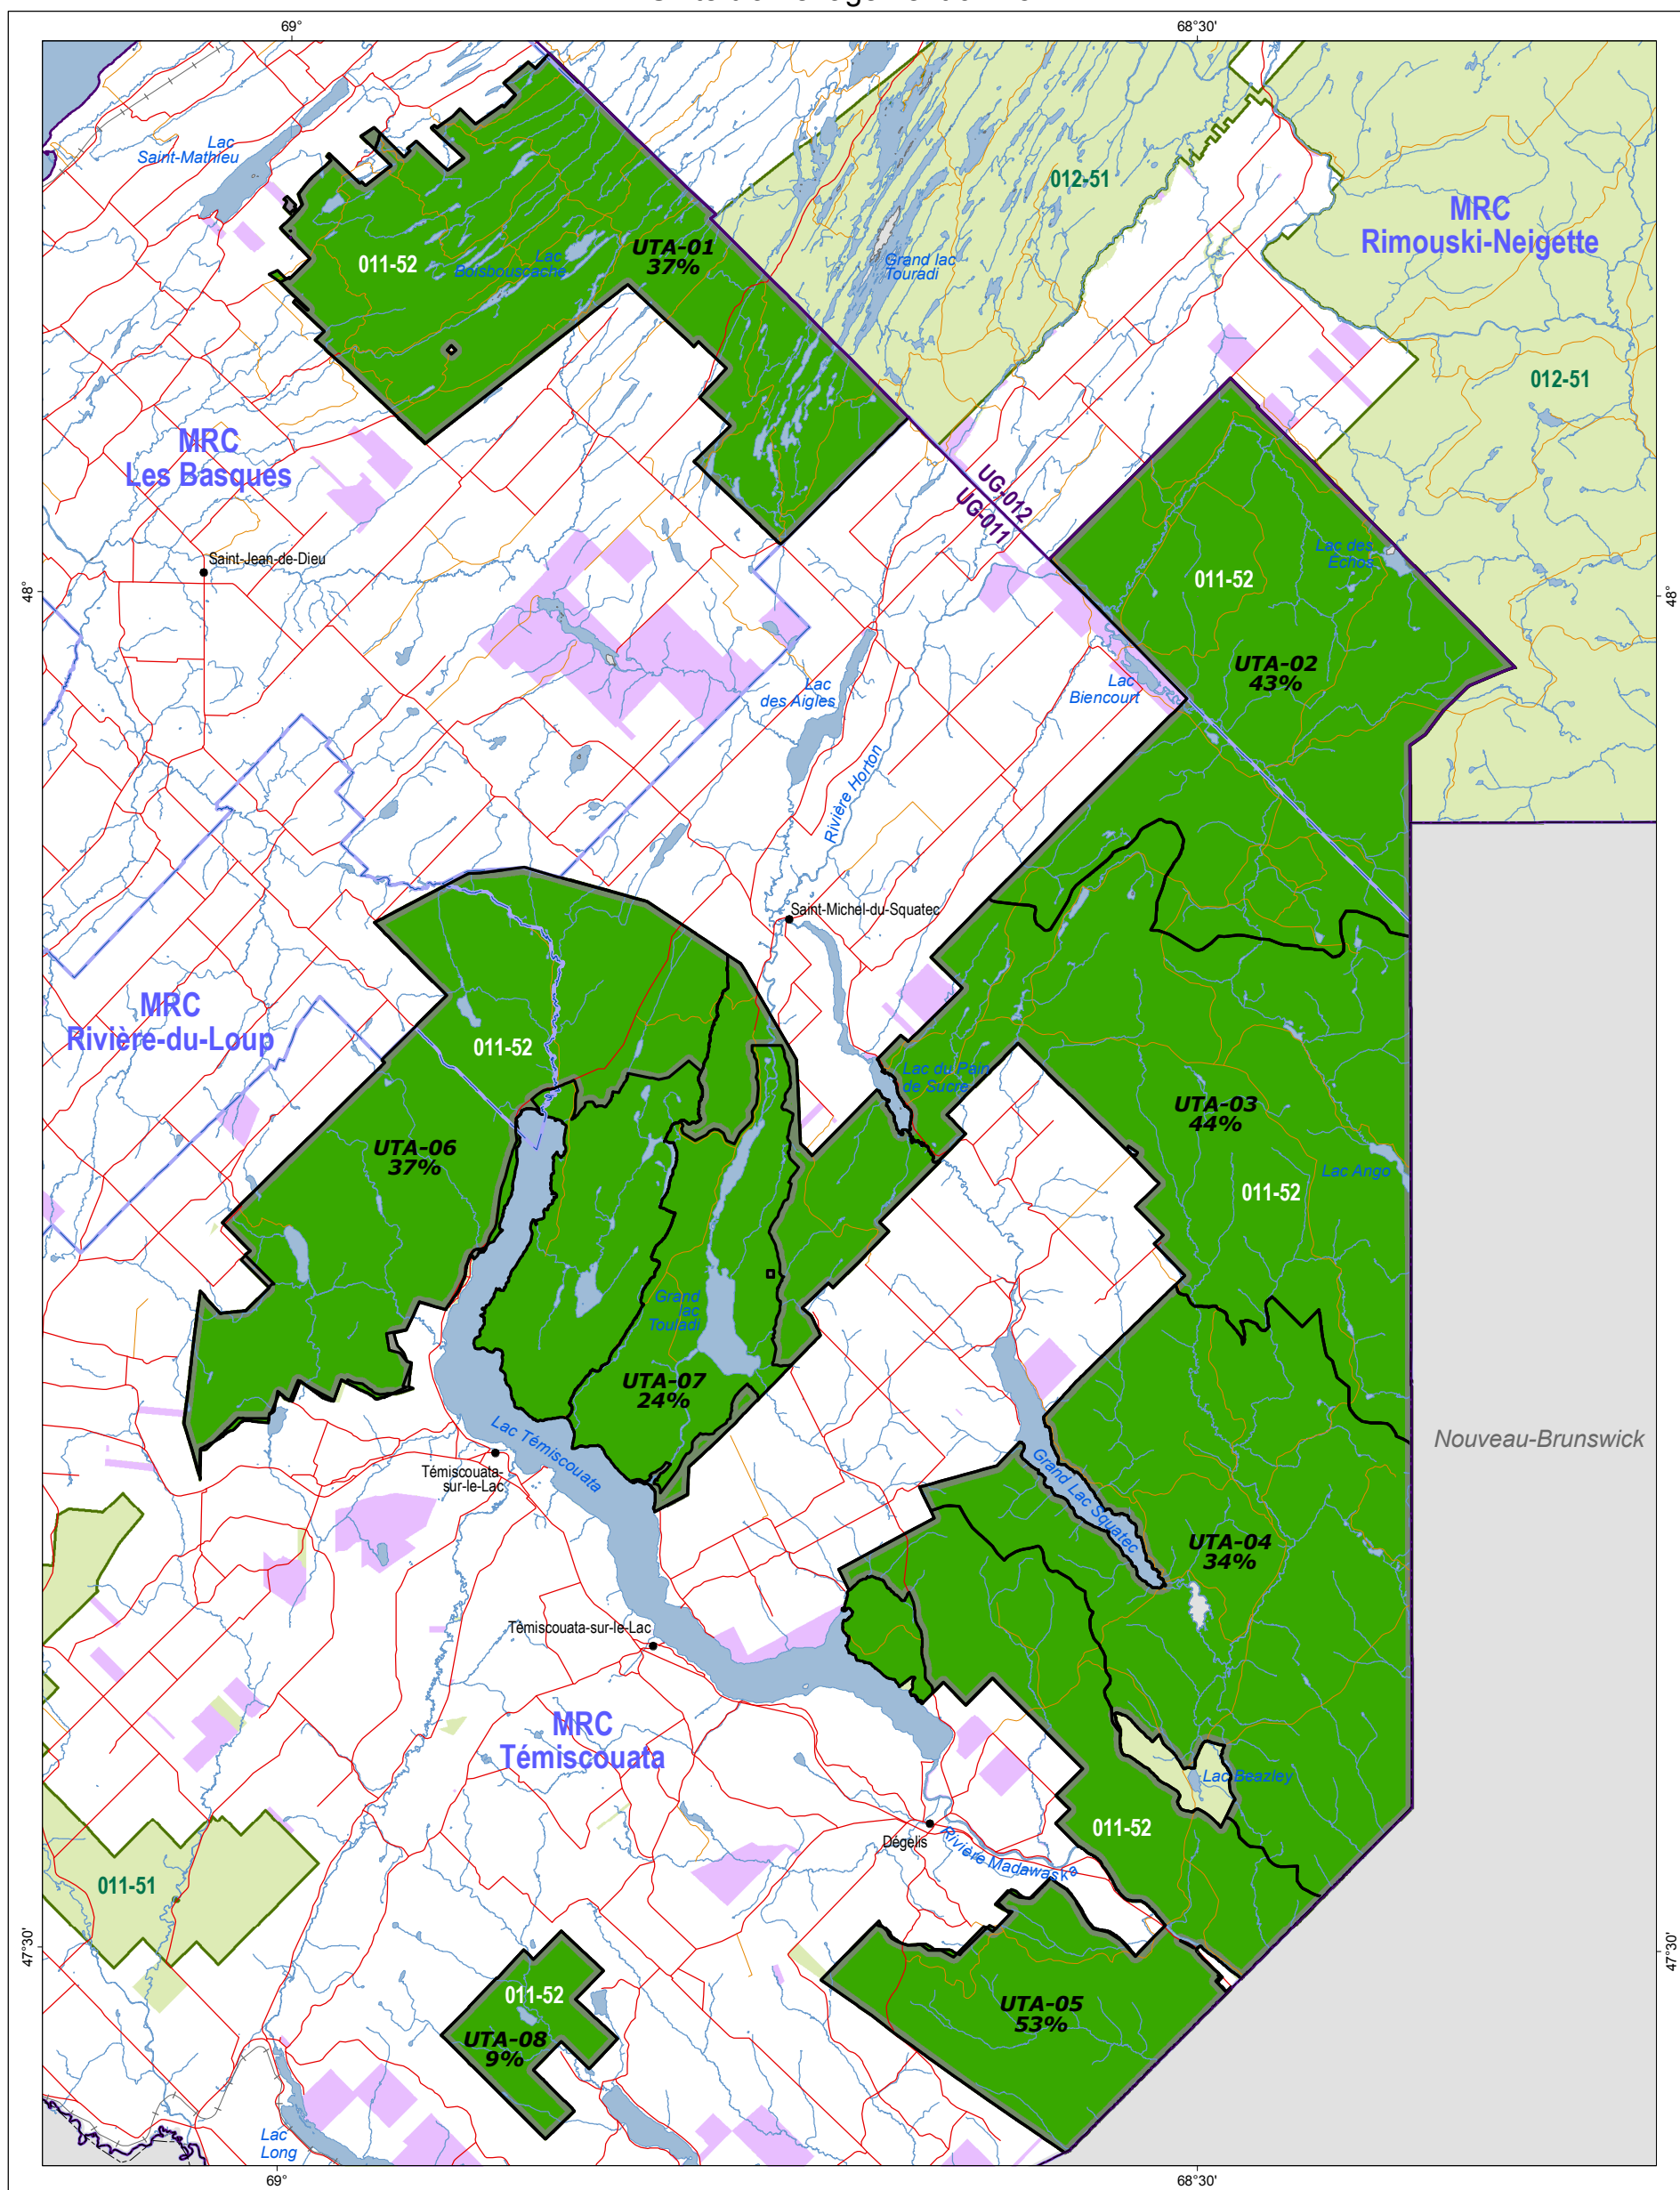 69°
68°30'
Lac
Saint-Mathieu
012-51
MRC
Rimouski-Neigette
UTA-01
37%
011-52
Lac
Boisbouscache
Grand lac
Touradi
012-51
MRC
Les Basques
UG-012
UG-011
Saint-Jean-de-Dieu
Lac des
Échos
011-52
48°
48°
UTA-02
43%
Lac
des Aigles
Lac
Biencourt
Rivière Horton
Saint-Michel-du-Squatec
MRC
Rivière-du-Loup
011-52
Lac du Pain
de Sucre
UTA-03
44%
UTA-06
37%
Lac Ango
011-52
Grand
lac
Touladi
UTA-07
24%
Lac Témiscouata
Nouveau-Brunswick
Témiscouata-
sur-le-Lac
Grand Lac Squatec
UTA-04
34%
Témiscouata-sur-le-Lac
MRC
Témiscouata
Lac Beazley
011-52
Dégelis
Rivière Madawaska
011-51
47°30'
47°30'
011-52
UTA-05
53%
UTA-08
9%
Lac
Long
69°
68°30'